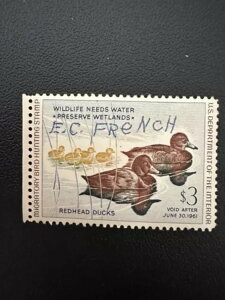 MIGRATORY BIRD HUNTING STAMP
WILDLIFE NEEDS WATER
PRESERVE WETLANDS
E.C. FRENCH
$3
REDHEAD DUCKS
VOID AFTER
JUNE 30, 1961
U.S. DEPARTMENT OF THE INTERIOR